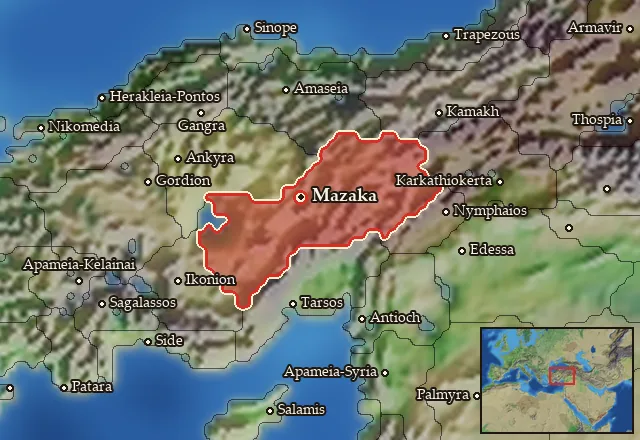 Sinope
Trapezous
Armavir
Herakleia-Pontos
Amaseia
Kamakh
Nikomedia
Gangra
Thospia
Ankyra
Gordion
Mazaka
Karkathiokerta
Nymphaios
Edessa
Apameia-Kelainai
Ikonion
Sagalassos
Tarsos
Antioch
Side
Apameia-Syria
Patara
Palmyra
Salamis